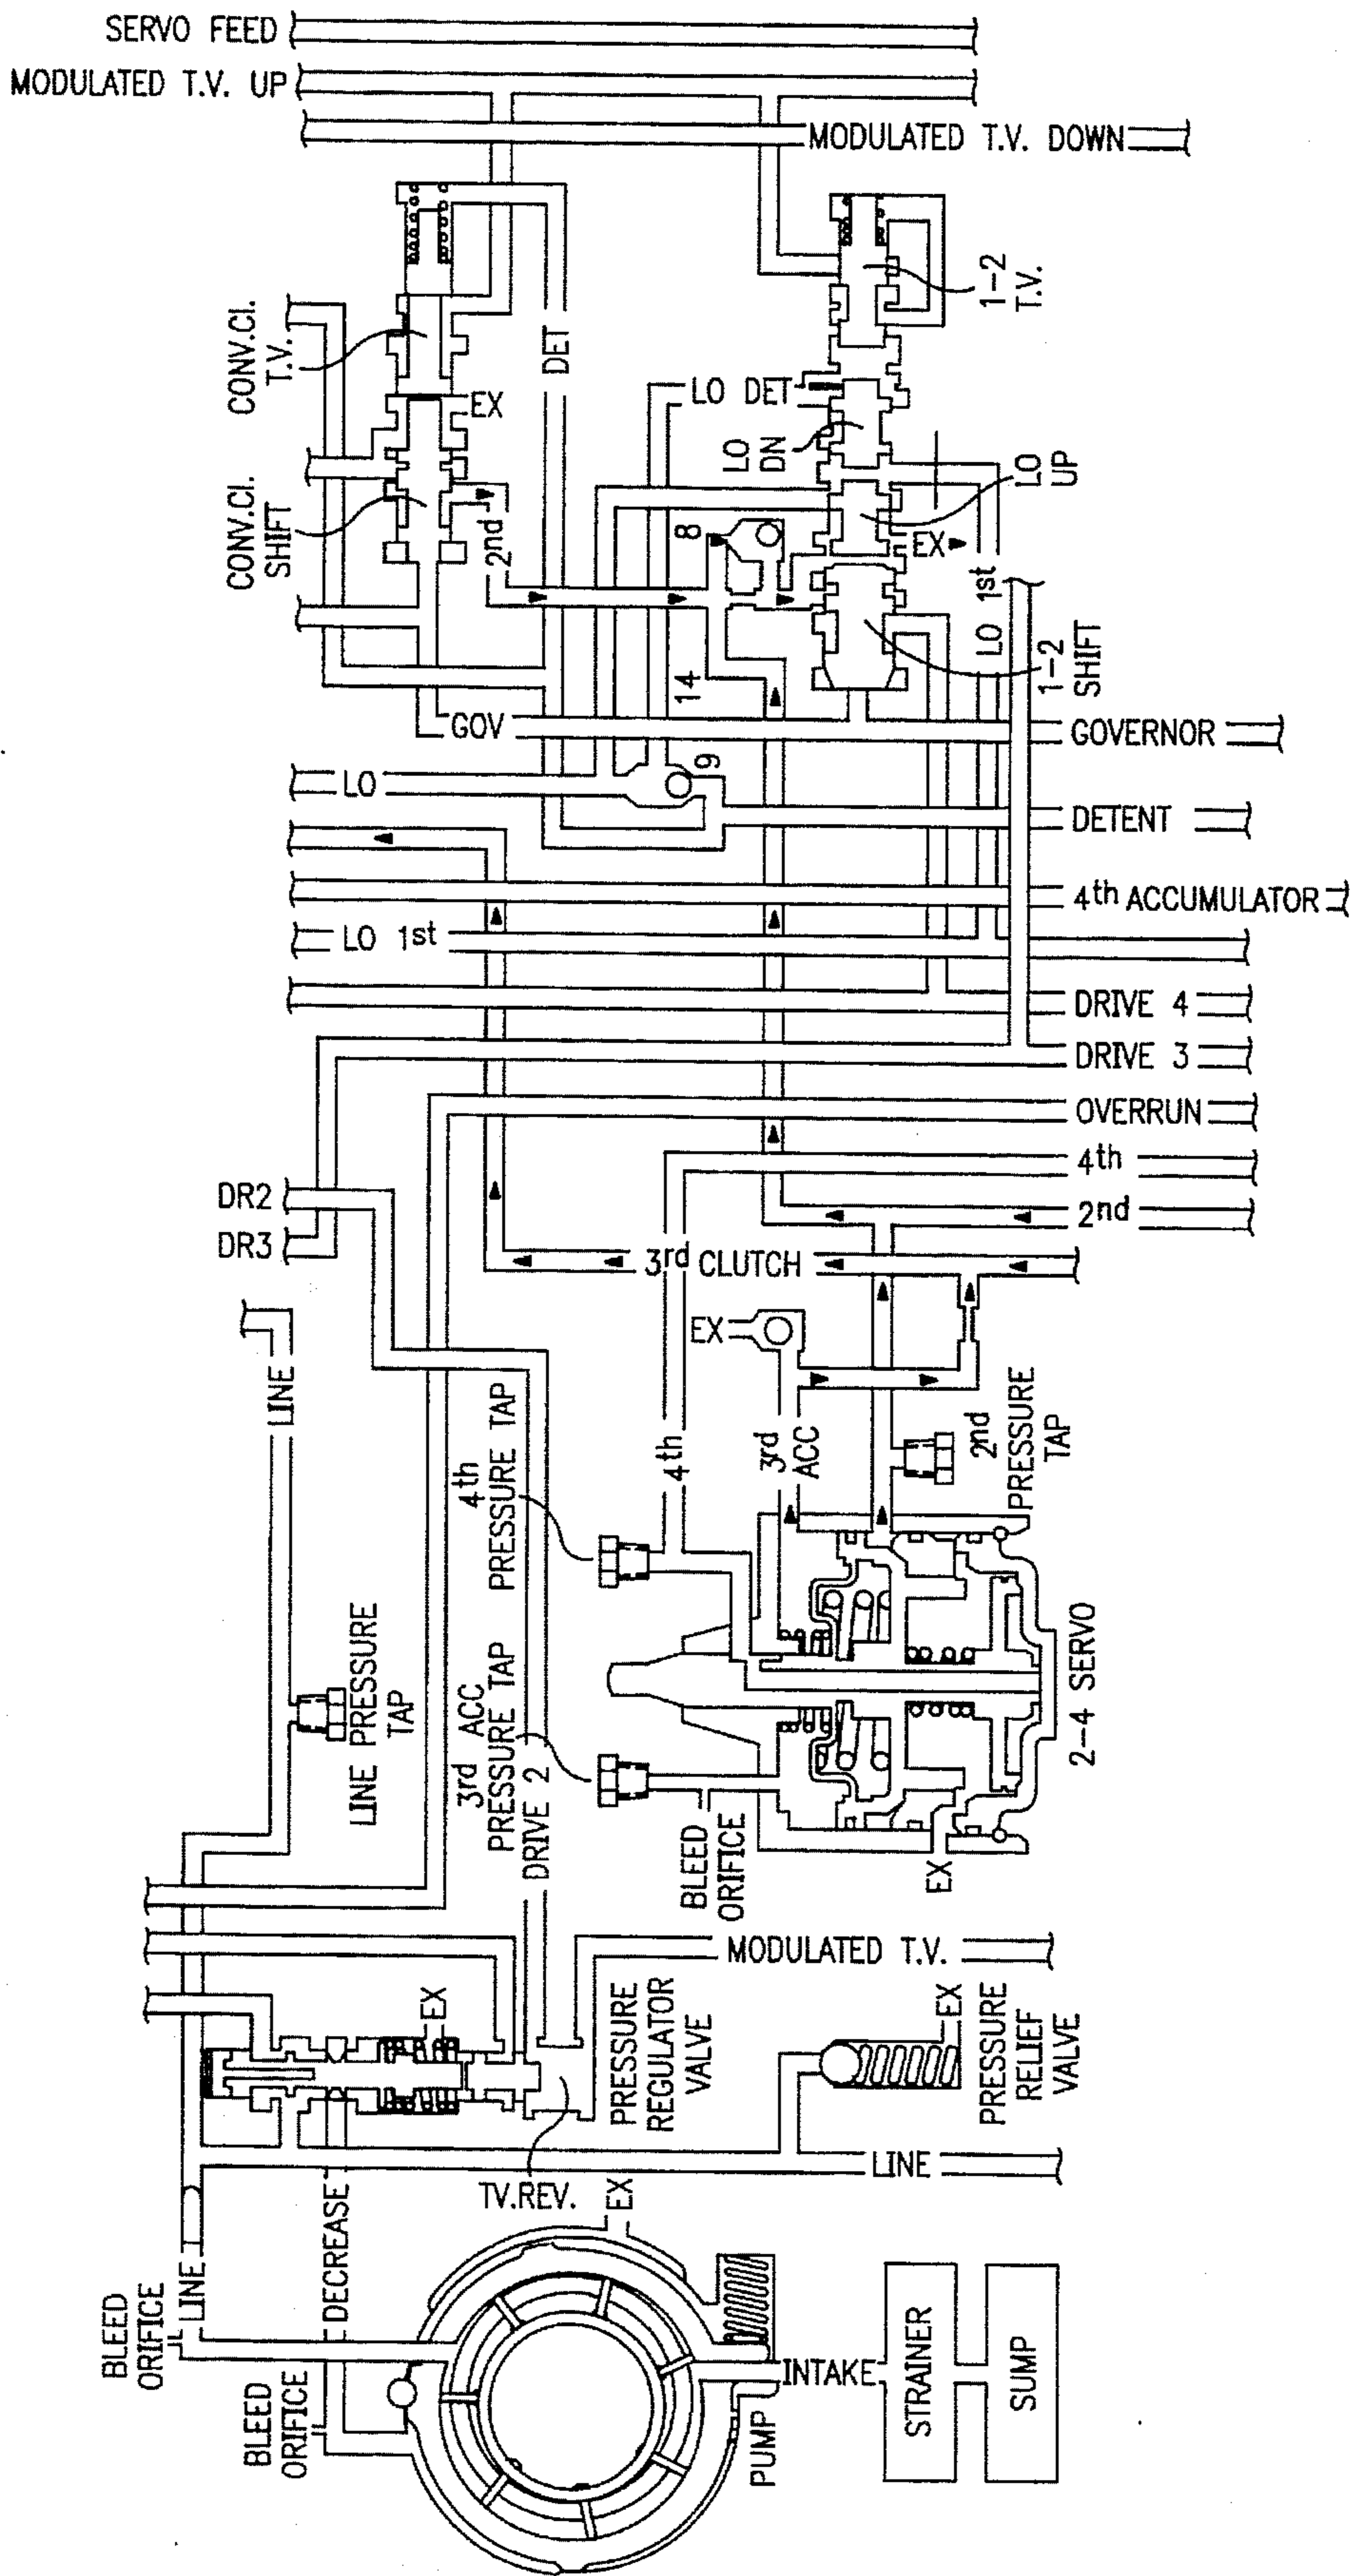 SERVO FEED
MODULATED T.V. UP
MODULATED T.V. DOWN
CONV.Cl.
T.V.
DET
1-2
T.V.
EX
LO DET
LO
DN
CONV.Cl.
SHIFT
2nd
8
LO
UP
EX
LO 1st
14
1-2
SHIFT
GOV
GOVERNOR
LO
9
DETENT
4th ACCUMULATOR
LO 1st
DRIVE 4
DRIVE 3
OVERRUN
4th
DR2
2nd
DR3
3rd CLUTCH
EX
LINE
4th
PRESSURE TAP
4th
3rd
ACC
2nd
PRESSURE
TAP
LINE PRESSURE
TAP
3rd ACC
PRESSURE TAP
DRIVE 2
2-4 SERVO
BLEED
ORIFICE
EX
MODULATED T.V.
EX
PRESSURE
REGULATOR
VALVE
EX
PRESSURE
RELIEF
VALVE
LINE
TV.REV.
EX
DECREASE
BLEED
ORIFICE
LINE
BLEED
ORIFICE
PUMP
INTAKE
STRAINER
SUMP